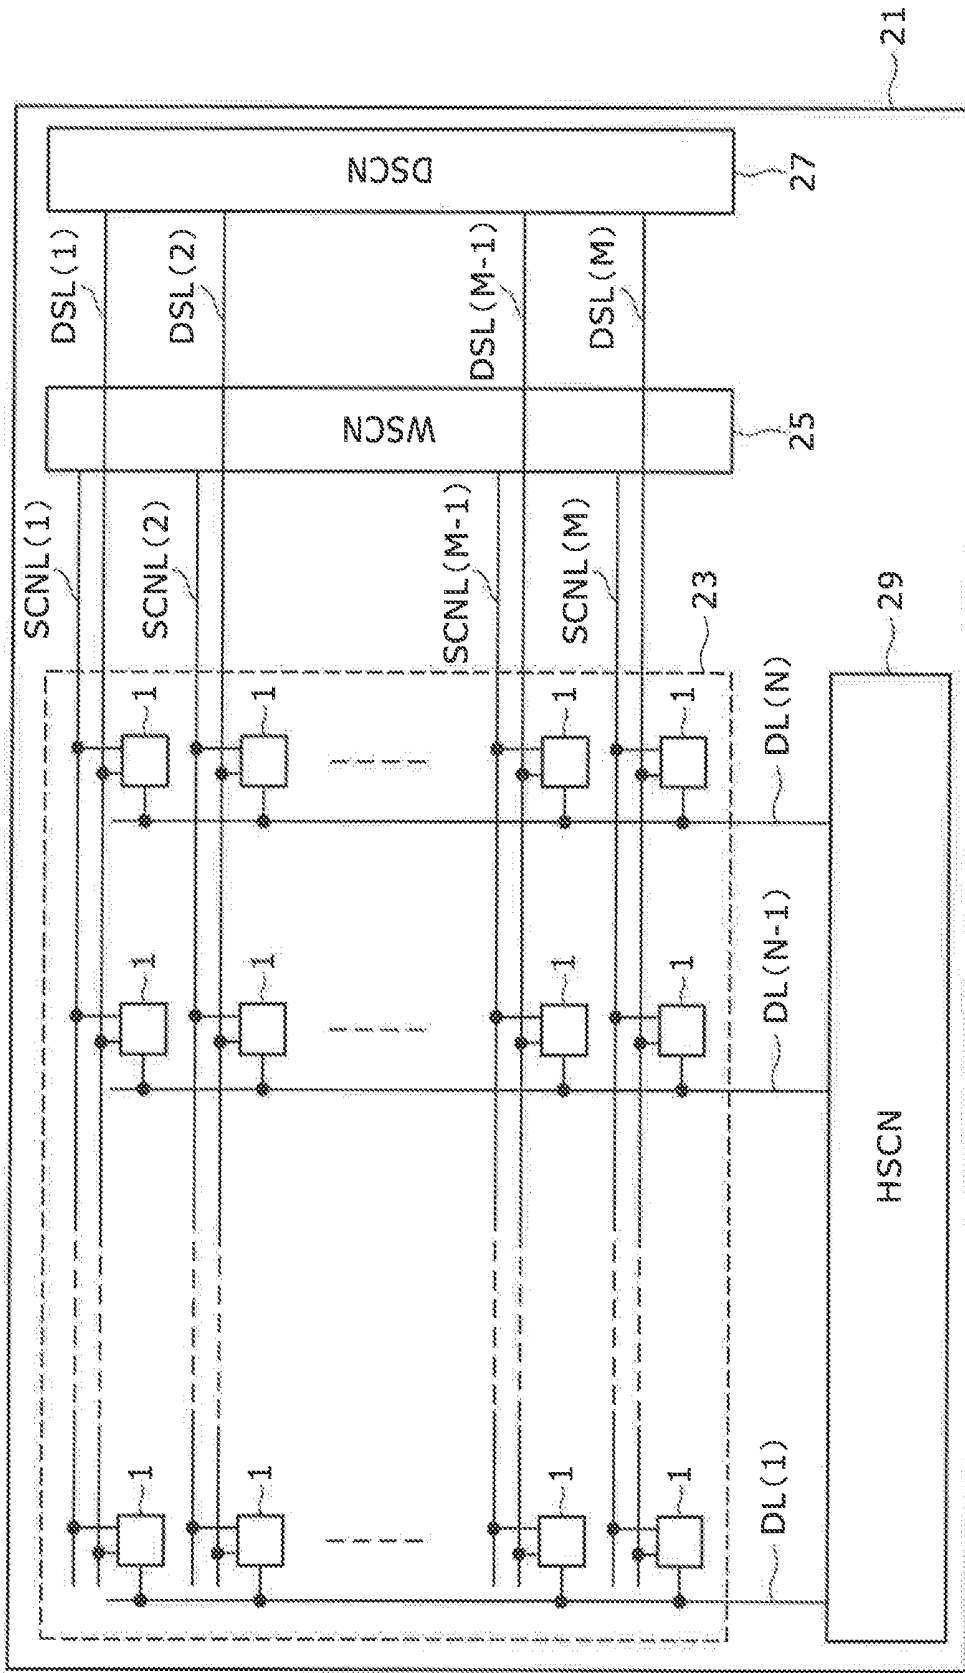 21
DSCN
27
DSL(1)
DSL(2)
DSL(M-1)
DSL(M)
WSCN
25
SCNL(1)
SCNL(2)
SCNL(M-1)
SCNL(M)
23
29
1
1
1
1
DL(N)
1
1
1
1
DL(N-1)
HSCN
1
1
1
1
DL(1)